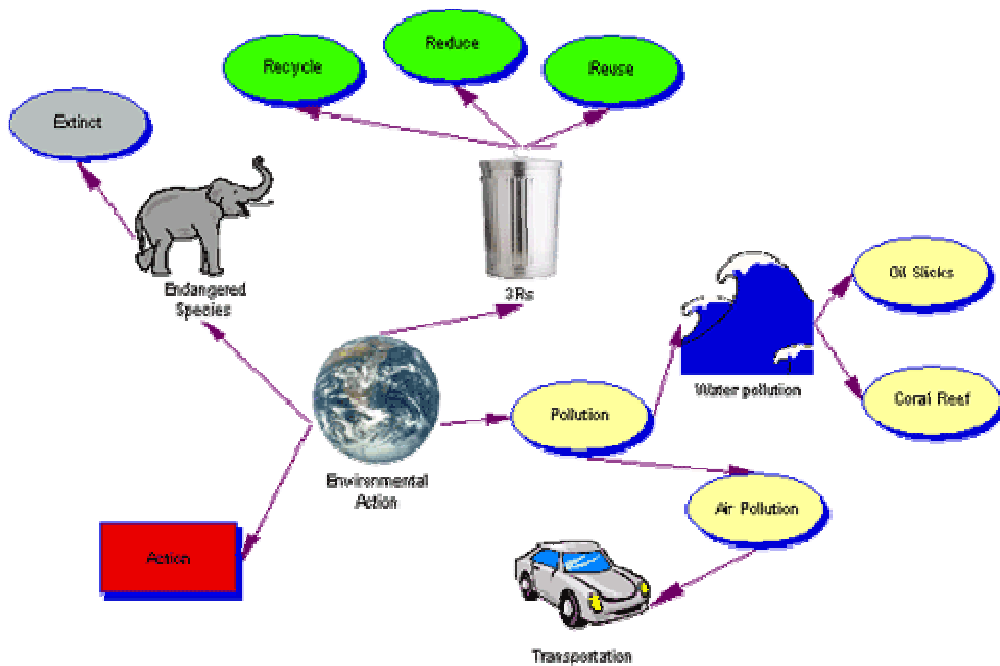 Reduce
Recycle
Reuse
Extinct
Endangered
Species
3Rs
Oil Slicks
Water pollution
Coral Reef
Pollution
Environmental
Action
Air Pollution
Action
Transportation